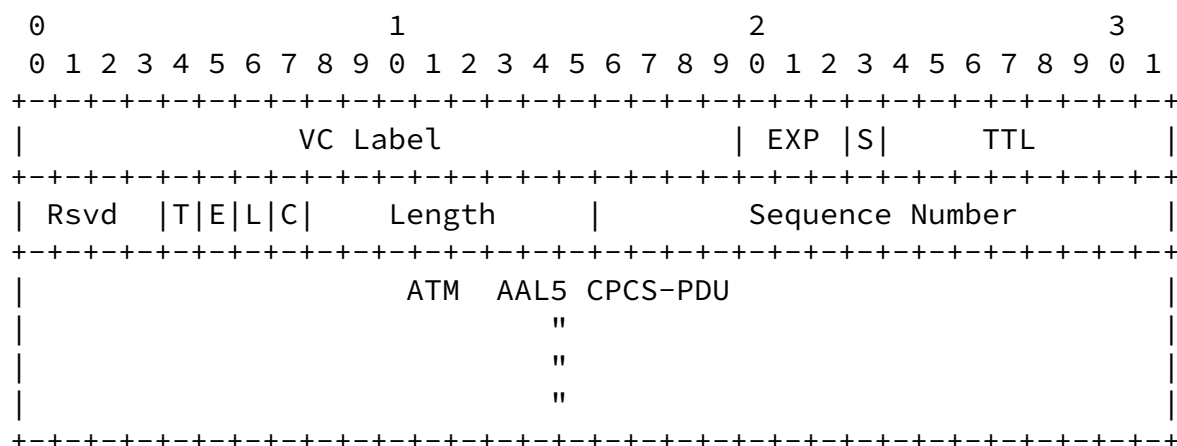 0                   1                   2                   3
 0 1 2 3 4 5 6 7 8 9 0 1 2 3 4 5 6 7 8 9 0 1 2 3 4 5 6 7 8 9 0 1
+-+-+-+-+-+-+-+-+-+-+-+-+-+-+-+-+-+-+-+-+-+-+-+-+-+-+-+-+-+-+-+-+
|               VC Label                | EXP |S|     TTL       |
+-+-+-+-+-+-+-+-+-+-+-+-+-+-+-+-+-+-+-+-+-+-+-+-+-+-+-+-+-+-+-+-+
| Rsvd  |T|E|L|C|    Length     |        Sequence Number        |
+-+-+-+-+-+-+-+-+-+-+-+-+-+-+-+-+-+-+-+-+-+-+-+-+-+-+-+-+-+-+-+-+
|                     ATM  AAL5 CPCS-PDU                        |
|                             "                                 |
|                             "                                 |
|                             "                                 |
+-+-+-+-+-+-+-+-+-+-+-+-+-+-+-+-+-+-+-+-+-+-+-+-+-+-+-+-+-+-+-+-+